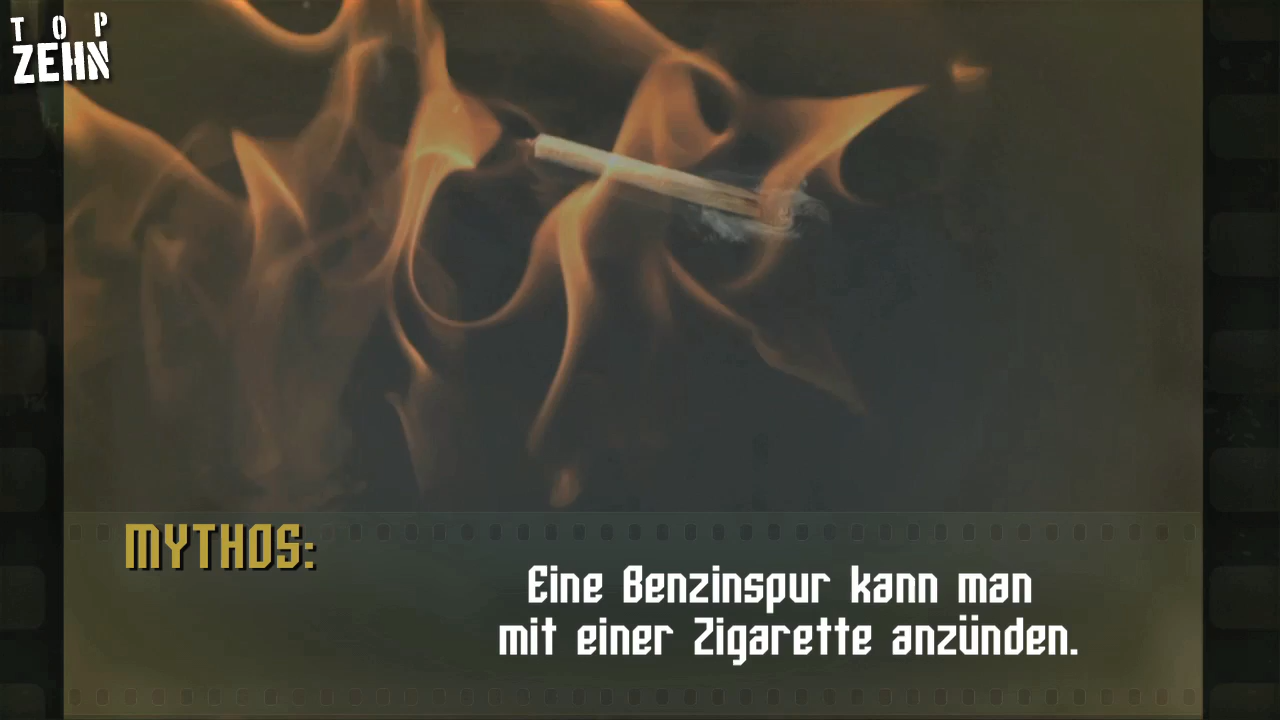 TOP
ZEHN
MYTHOS:
Eine Benzinspur kann man
mit einer Zigarette anzünden.